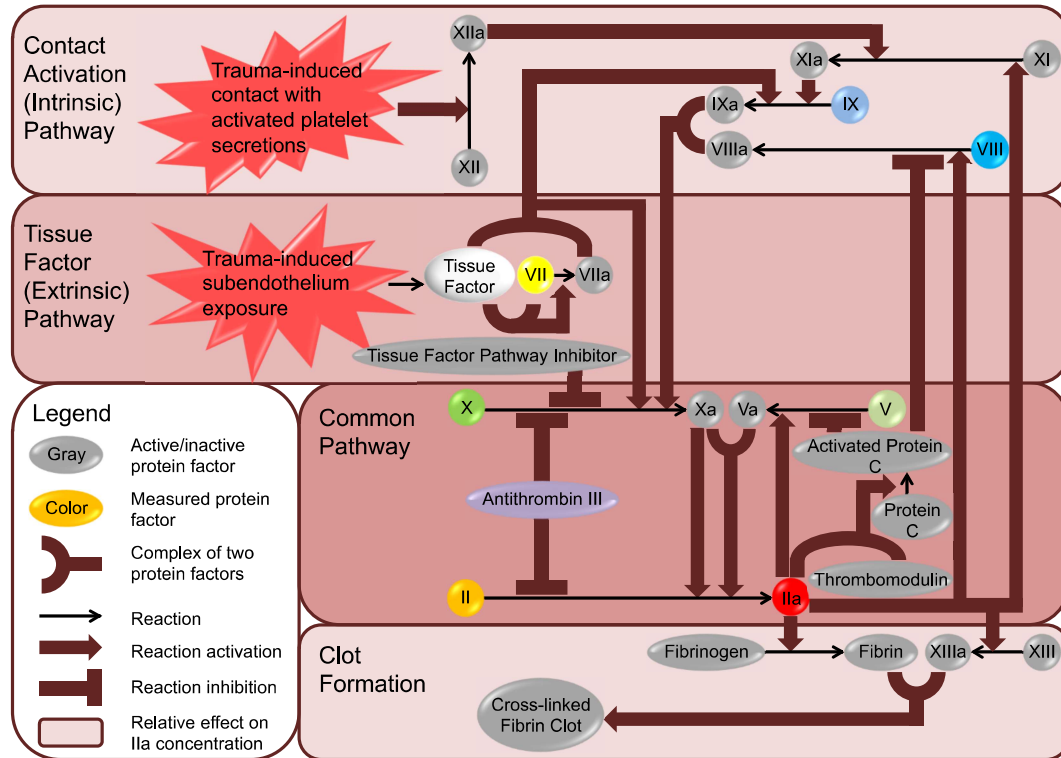 Contact
Activation
(Intrinsic)
Pathway
Trauma-induced
contact with
activated platelet
secretions
XIIa
XII
XIa
XI
IXa
IX
VIIIa
VIII
Tissue
Factor
(Extrinsic)
Pathway
Trauma-induced
subendothelium
exposure
Tissue
Factor
VII
VIIa
Tissue Factor Pathway Inhibitor
Common
Pathway
X
Xa
Va
V
Activated Protein
C
Antithrombin III
Protein
C
Thrombomodulin
II
IIa
Clot
Formation
Fibrinogen
Fibrin
XIIIa
XIII
Cross-linked
Fibrin Clot
Legend
Gray
Active/inactive
protein factor
Color
Measured protein
factor
Complex of two
protein factors
Reaction
Reaction activation
Reaction inhibition
Relative effect on
IIa concentration